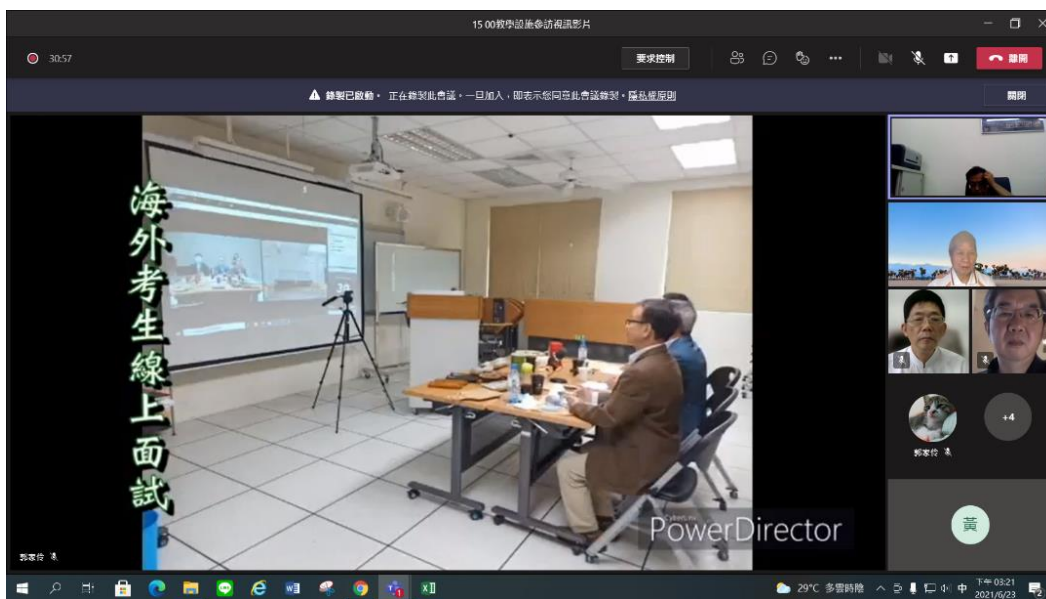 15 00教學設施參訪視訊影片
30:57
要求控制
離開
錄製已啟動。 正在錄製此會議。一旦加入,即表示您同意此會議錄製。隱私權原則
關閉
海外考生線上面試
CyberLink
PowerDirector
+4
黃
29°C 多雲時陰
中
下午 03:21
2021/6/23